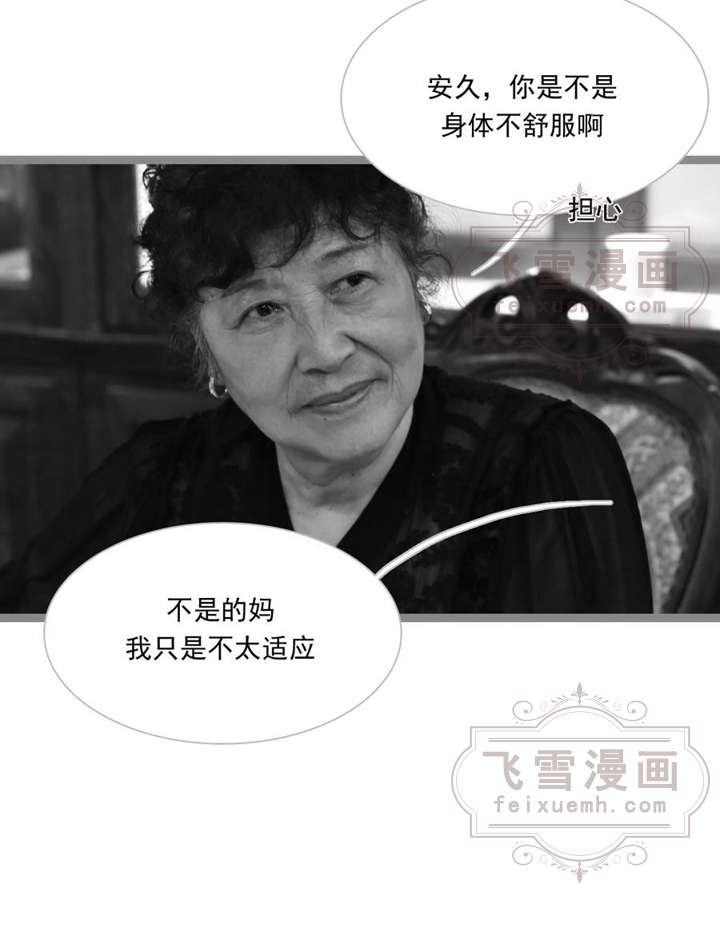 安久，你是不是
身体不舒服啊
担心
飞雪漫画
feixuemh.com
不是的妈
我只是不太适应
飞雪漫画
feixuemh.com